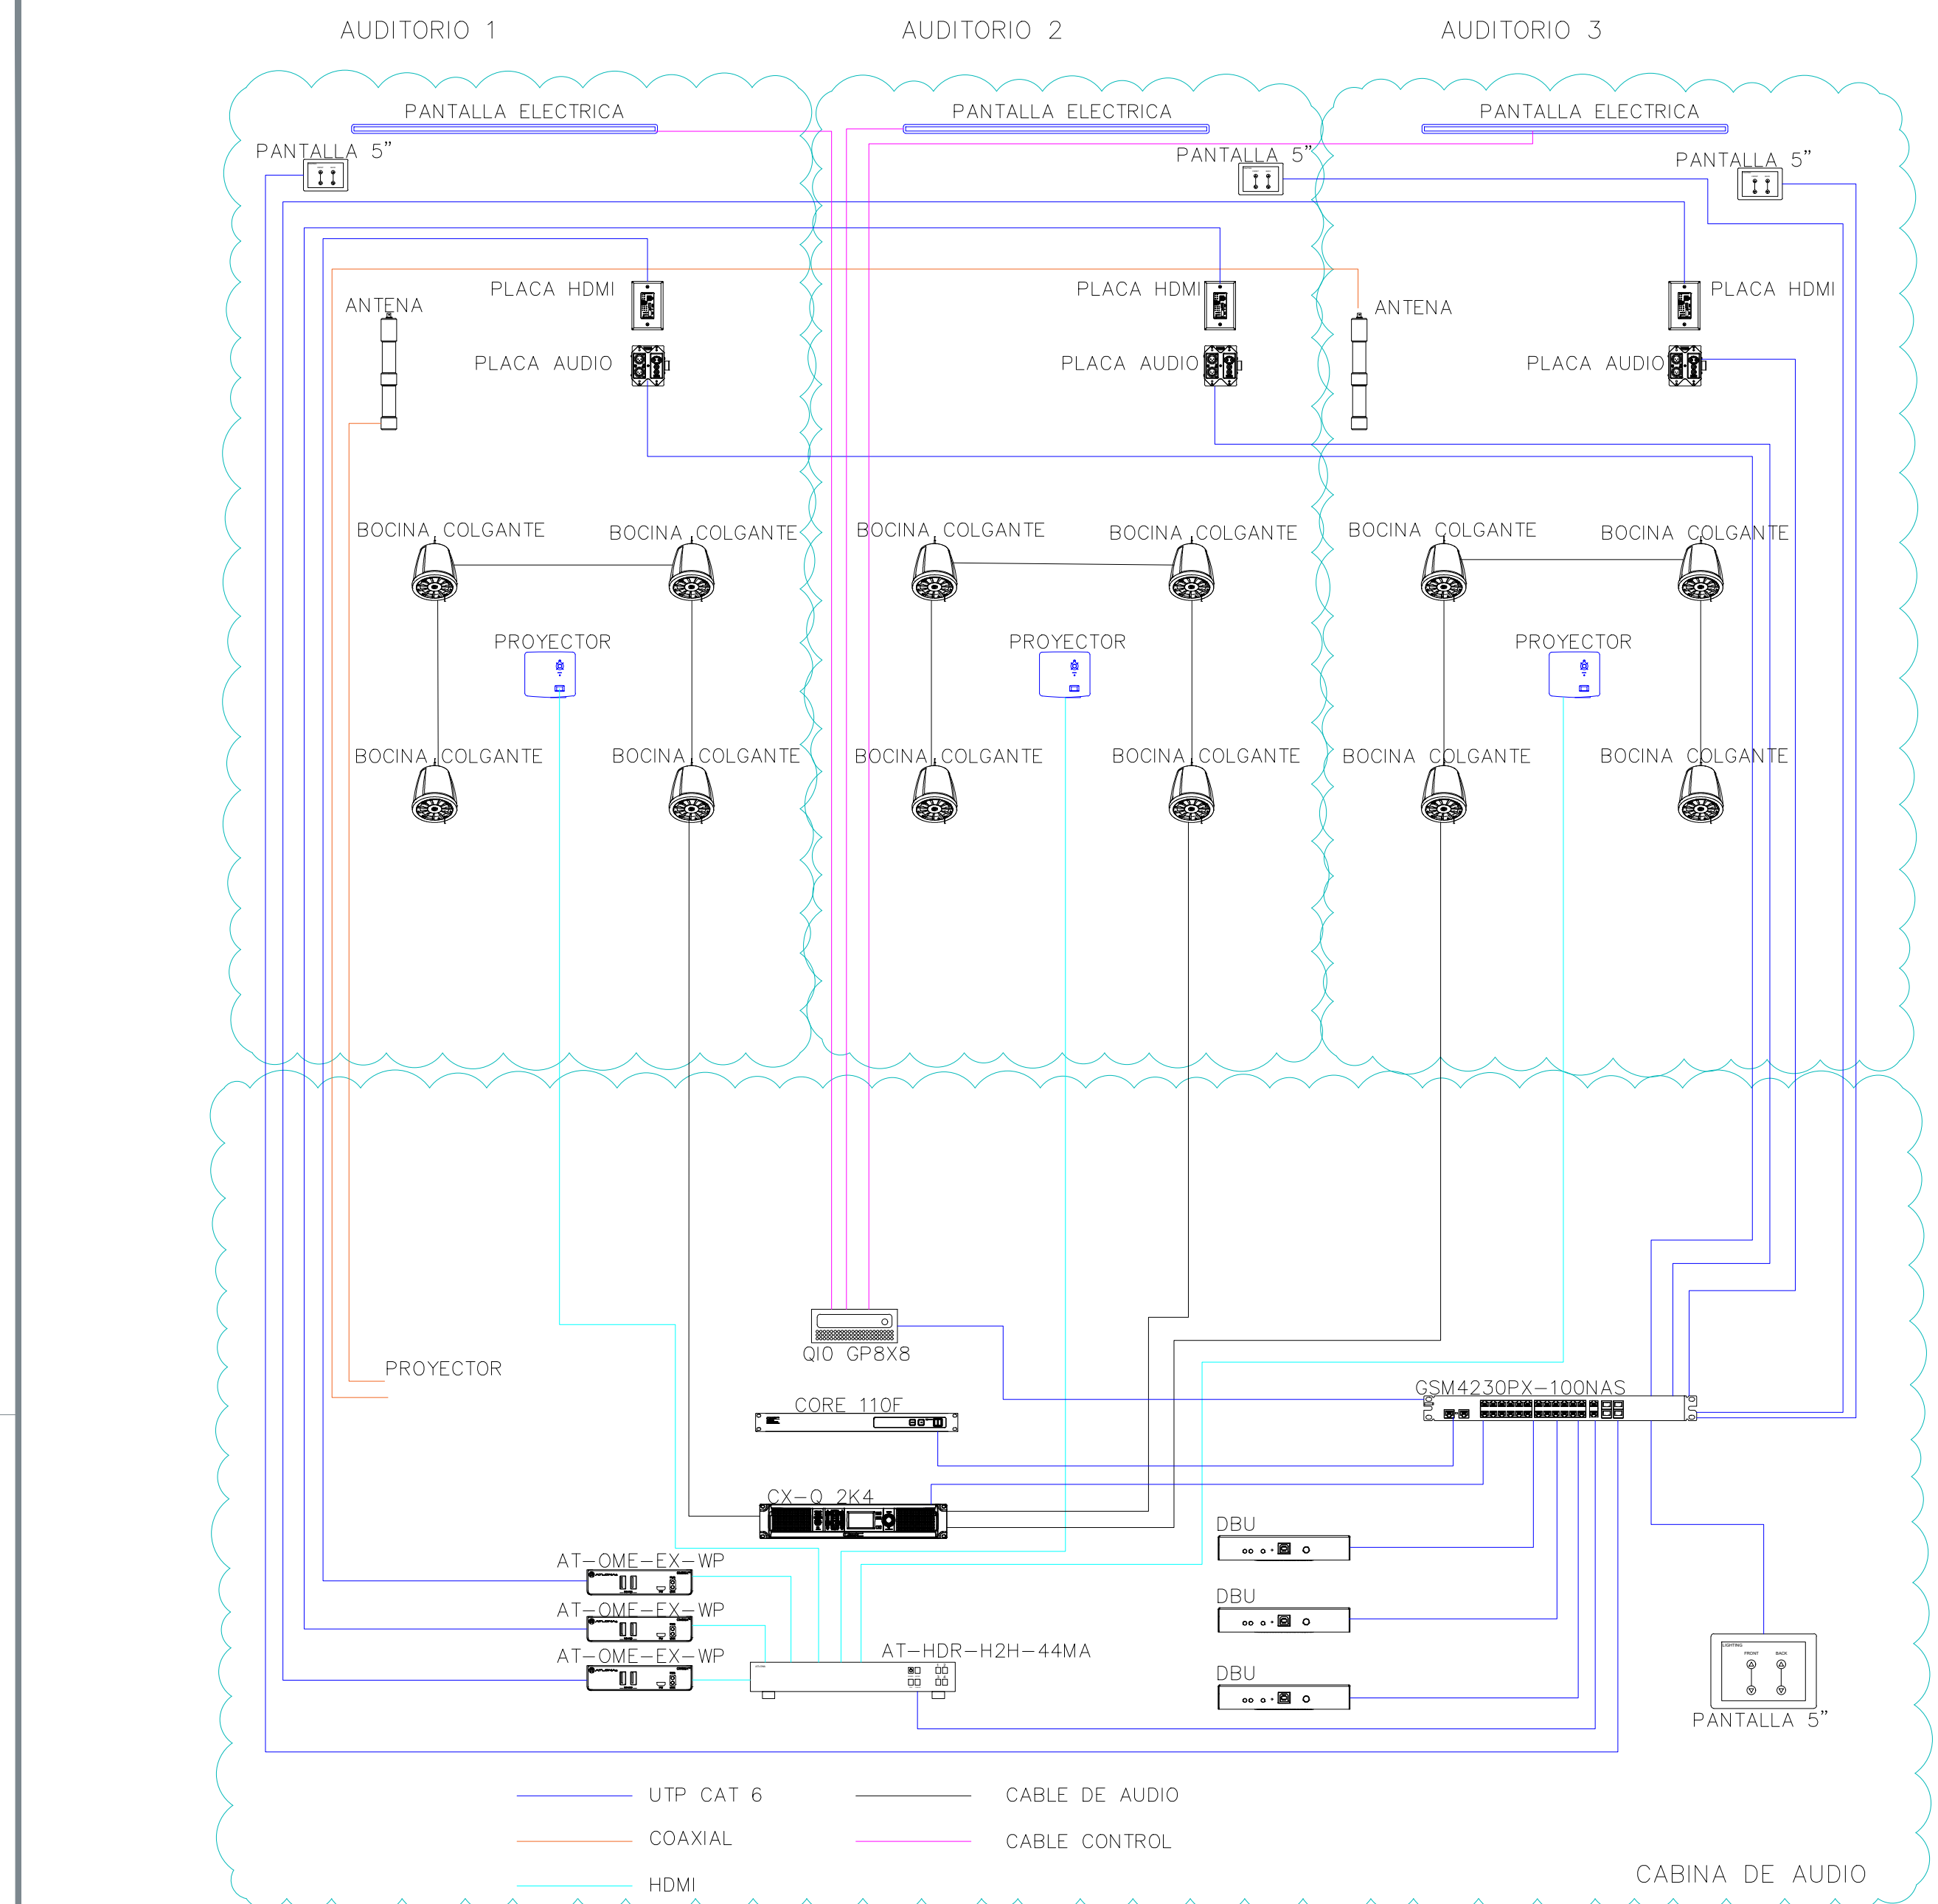 AUDITORIO 1
AUDITORIO 2
AUDITORIO 3
PANTALLA ELECTRICA
PANTALLA ELECTRICA
PANTALLA ELECTRICA
PANTALLA 5”
PANTALLA 5”
PANTALLA 5”
PLACA HDMI
PLACA HDMI
PLACA HDMI
ANTENA
ANTENA
PLACA AUDIO
PLACA AUDIO
PLACA AUDIO
BOCINA COLGANTE
BOCINA COLGANTE
BOCINA COLGANTE
BOCINA COLGANTE
BOCINA COLGANTE
BOCINA COLGANTE
PROYECTOR
PROYECTOR
PROYECTOR
BOCINA COLGANTE
BOCINA COLGANTE
BOCINA COLGANTE
BOCINA COLGANTE
BOCINA COLGANTE
BOCINA COLGANTE
QIO GP8X8
PROYECTOR
GSM4230PX-100NAS
CORE 110F
CX-Q 2K4
DBU
AT-OME-EX-WP
AT-OME-EX-WP
DBU
AT-OME-EX-WP
AT-HDR-H2H-44MA
DBU
LIGHTING
FRONT BACK
PANTALLA 5”
UTP CAT 6
CABLE DE AUDIO
COAXIAL
CABLE CONTROL
HDMI
CABINA DE AUDIO